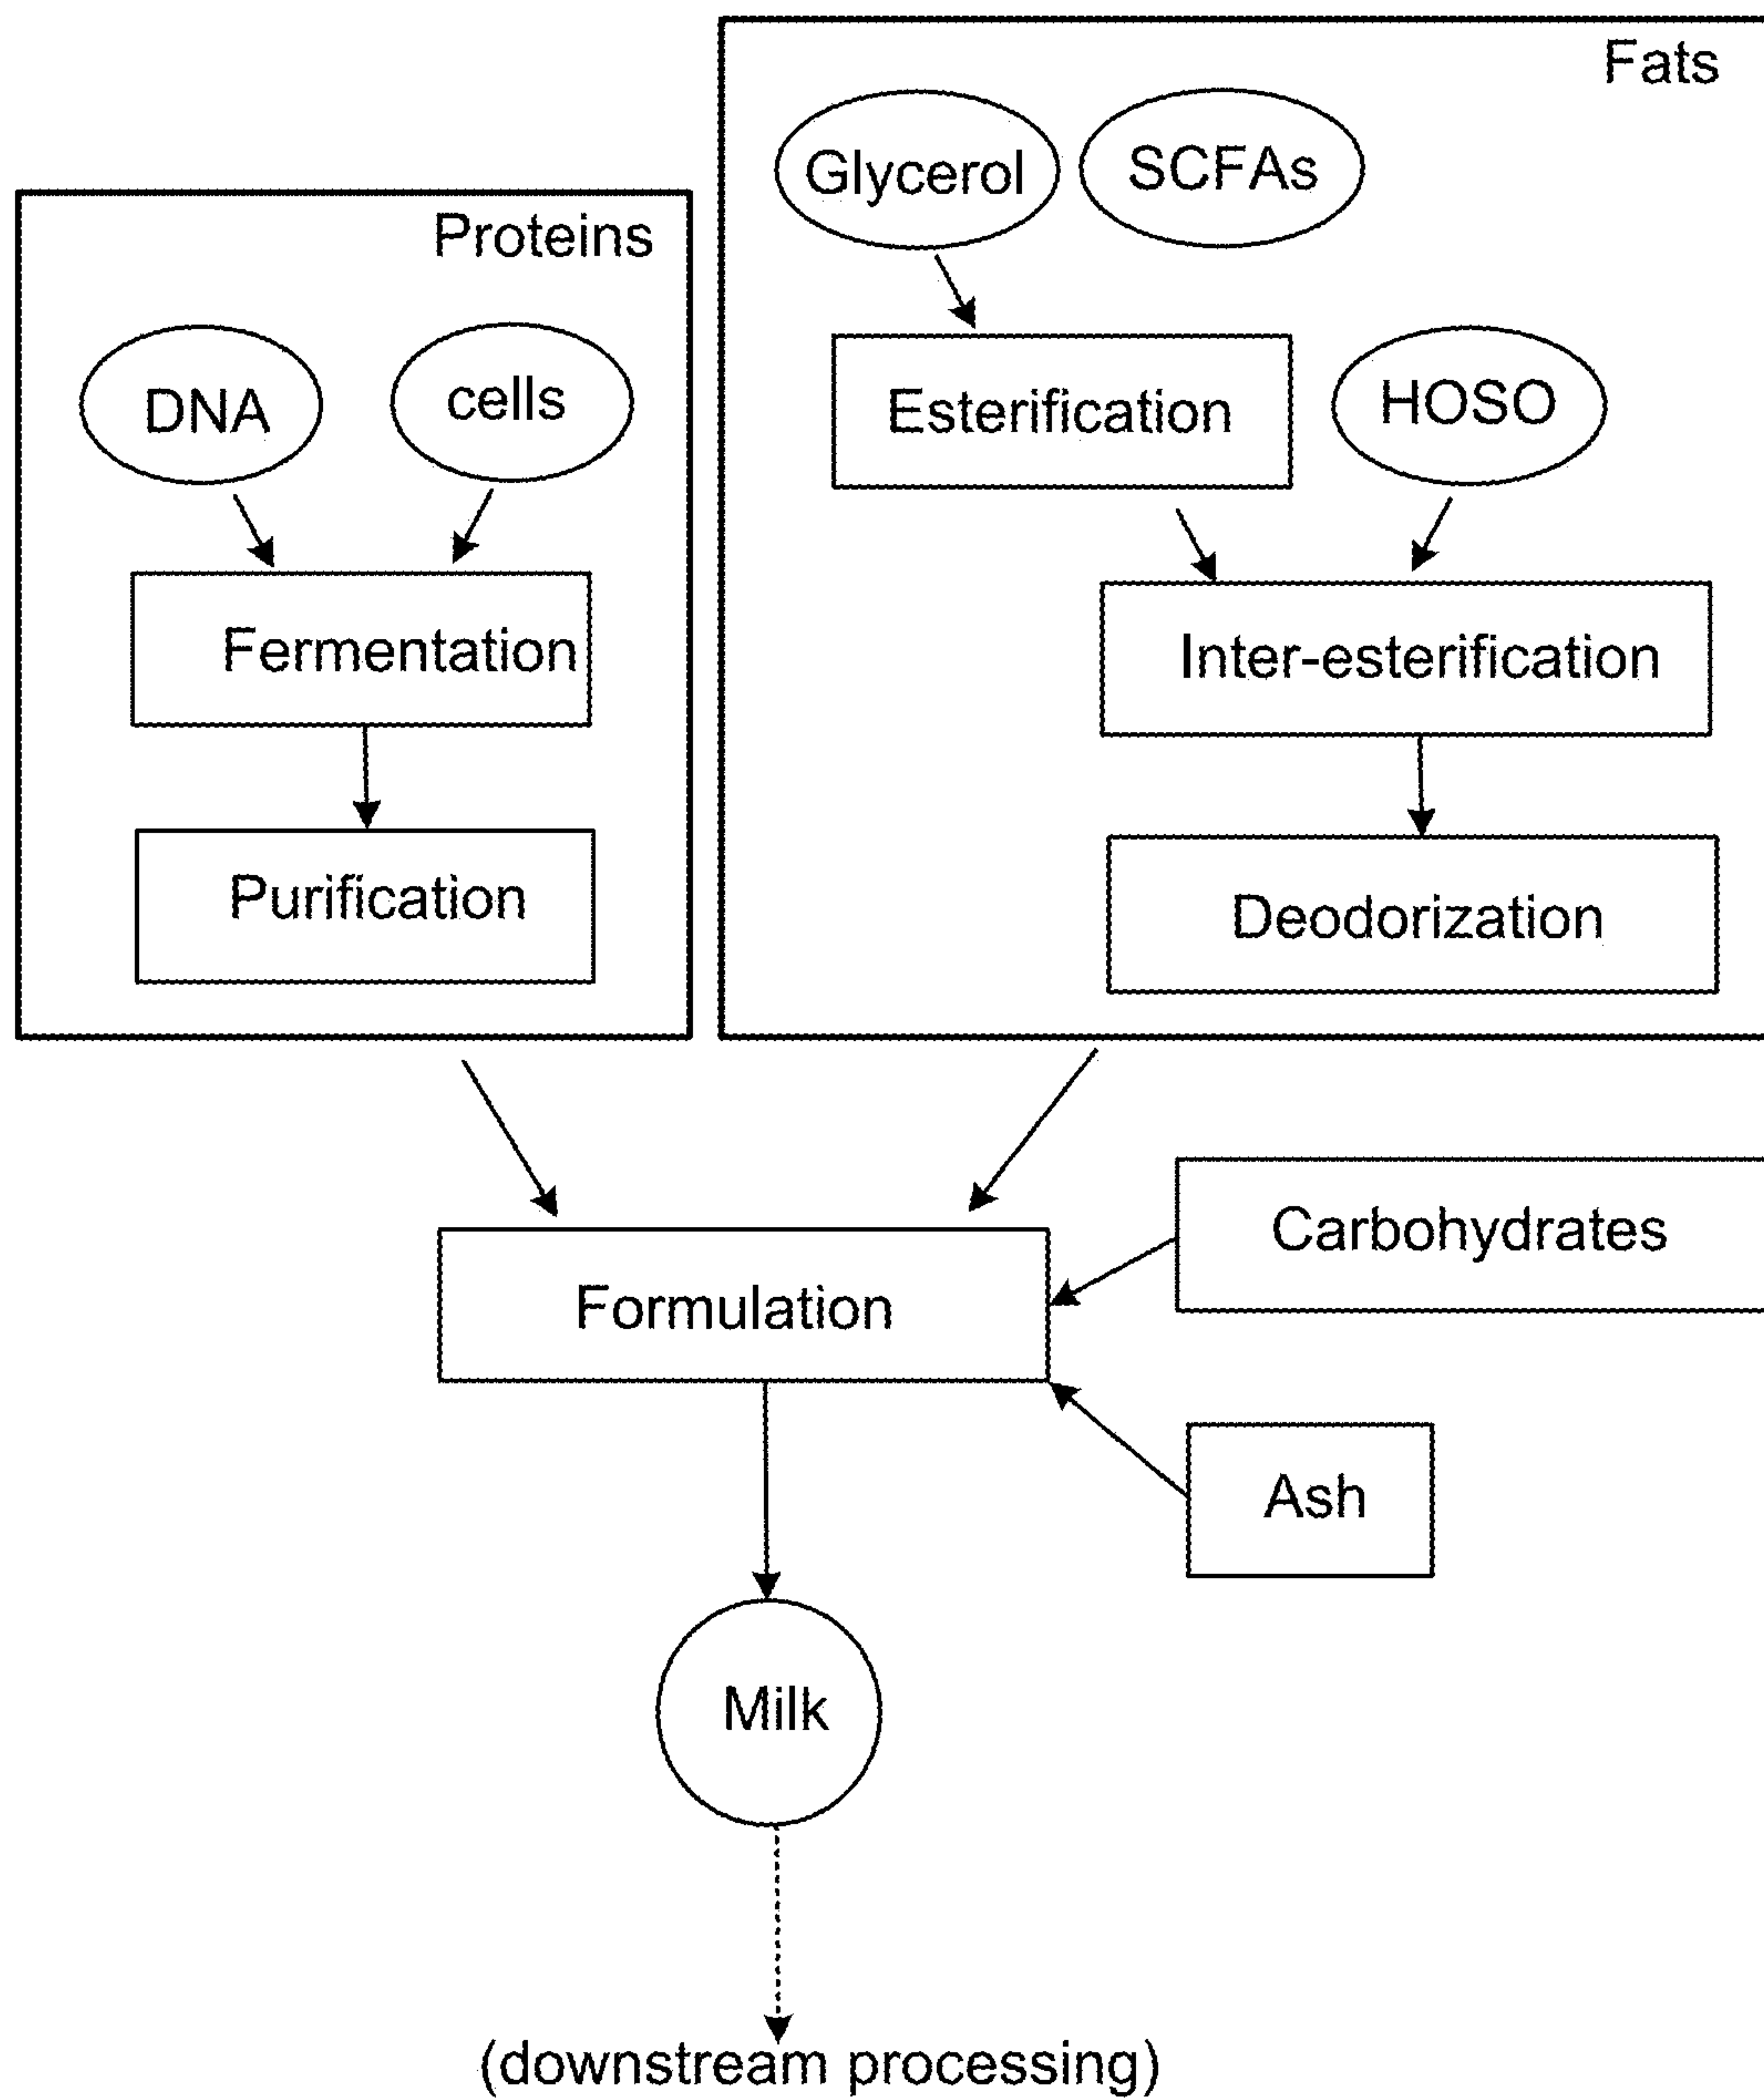 Fats
Glycerol
SCFAs
Proteins
DNA
cells
Esterification
HOSO
Fermentation
Inter-esterification
Purification
Deodorization
Carbohydrates
Formulation
Ash
Milk
(downstream processing)